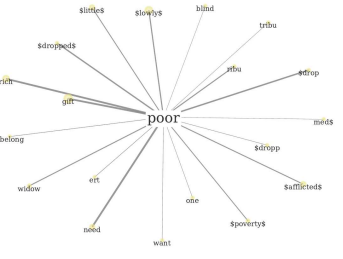 $little$
$lowly$
blind
tribu
$dropped$
rich
gift
ribu
$drop
poor
med$
belong
$dropp
widow
ert
$afflicted$
one
need
$poverty$
want